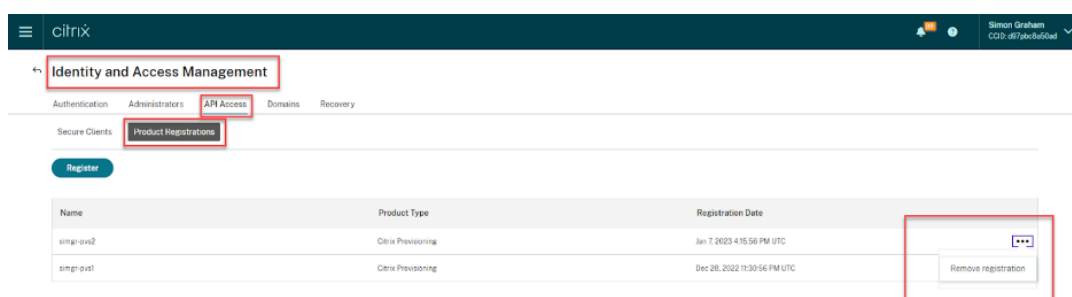 citrix
Simon Graham
CCID: d97pbc8a50ad
Identity and Access Management
Authentication Administrators API Access Domains Recovery
Secure Clients Product Registrations
Register
Name Product Type Registration Date
simgr-pvs2 Citrix Provisioning Jan 7, 2023 4:15:56 PM UTC
simgr-pvs1 Citrix Provisioning Dec 28, 2022 11:30:56 PM UTC
Remove registration